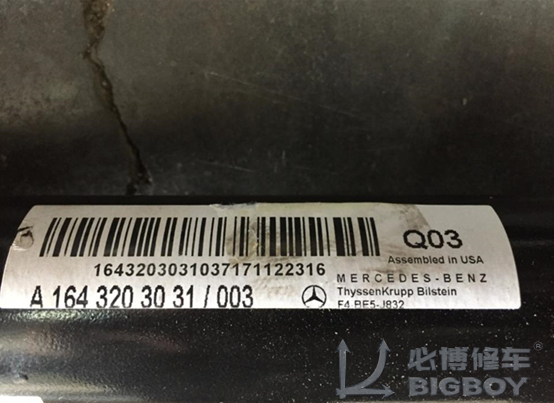 Q03
Assembled in USA
1643203031037171122316
MERCEDES-BENZ
A 164 320 30 31 / 003
ThyssenKrupp Bilstein
F4 BE5-J832
必博修车
BIGBOY